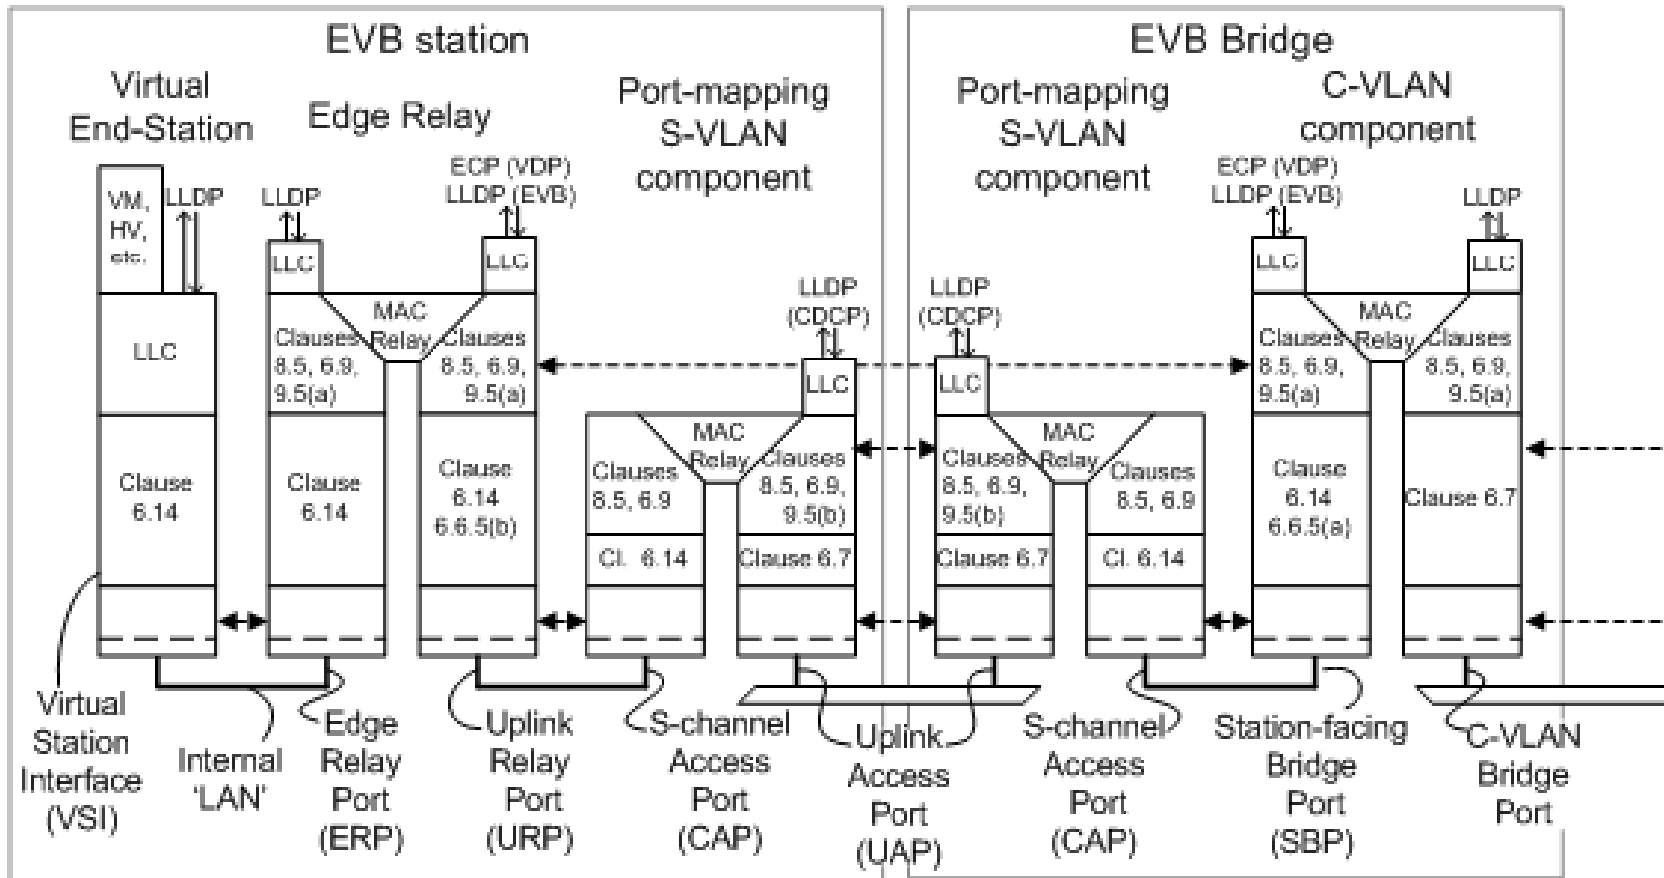 EVB station
EVB Bridge
Virtual
End-Station
Edge Relay
Port-mapping
S-VLAN
component
Port-mapping
S-VLAN
component
C-VLAN
component
VM,
HV,
etc.
LLDP
LLDP
ECP (VDP)
LLDP (EVB)
ECP (VDP)
LLDP (EVB)
LLDP
LLC
LLC
LLC
LLC
LLDP
(CDCP)
LLDP
(CDCP)
LLC
Clauses
8.5, 6.9,
9.5(a)
MAC
Relay
Clauses
8.5, 6.9,
9.5(a)
LLC
LLC
Clauses
8.5, 6.9,
9.5(a)
MAC
Relay
Clauses
8.5, 6.9,
9.5(a)
Clause
6.14
Clause
6.14
Clause
6.14
6.6.5(b)
Clauses
8.5, 6.9
MAC
Relay
Clauses
8.5, 6.9,
9.5(b)
Clauses
8.5, 6.9,
9.5(b)
MAC
Relay
Clauses
8.5, 6.9
Clause
6.14
6.6.5(a)
Clause 6.7
Cl. 6.14
Clause 6.7
Clause 6.7
Cl. 6.14
Virtual
Station
Interface
(VSI)
Internal
'LAN'
Edge
Relay
Port
(ERP)
Uplink
Relay
Port
(URP)
S-channel
Access
Port
(CAP)
Uplink
Access
Port
(UAP)
S-channel
Access
Port
(CAP)
Station-facing
Bridge
Port
(SBP)
C-VLAN
Bridge
Port